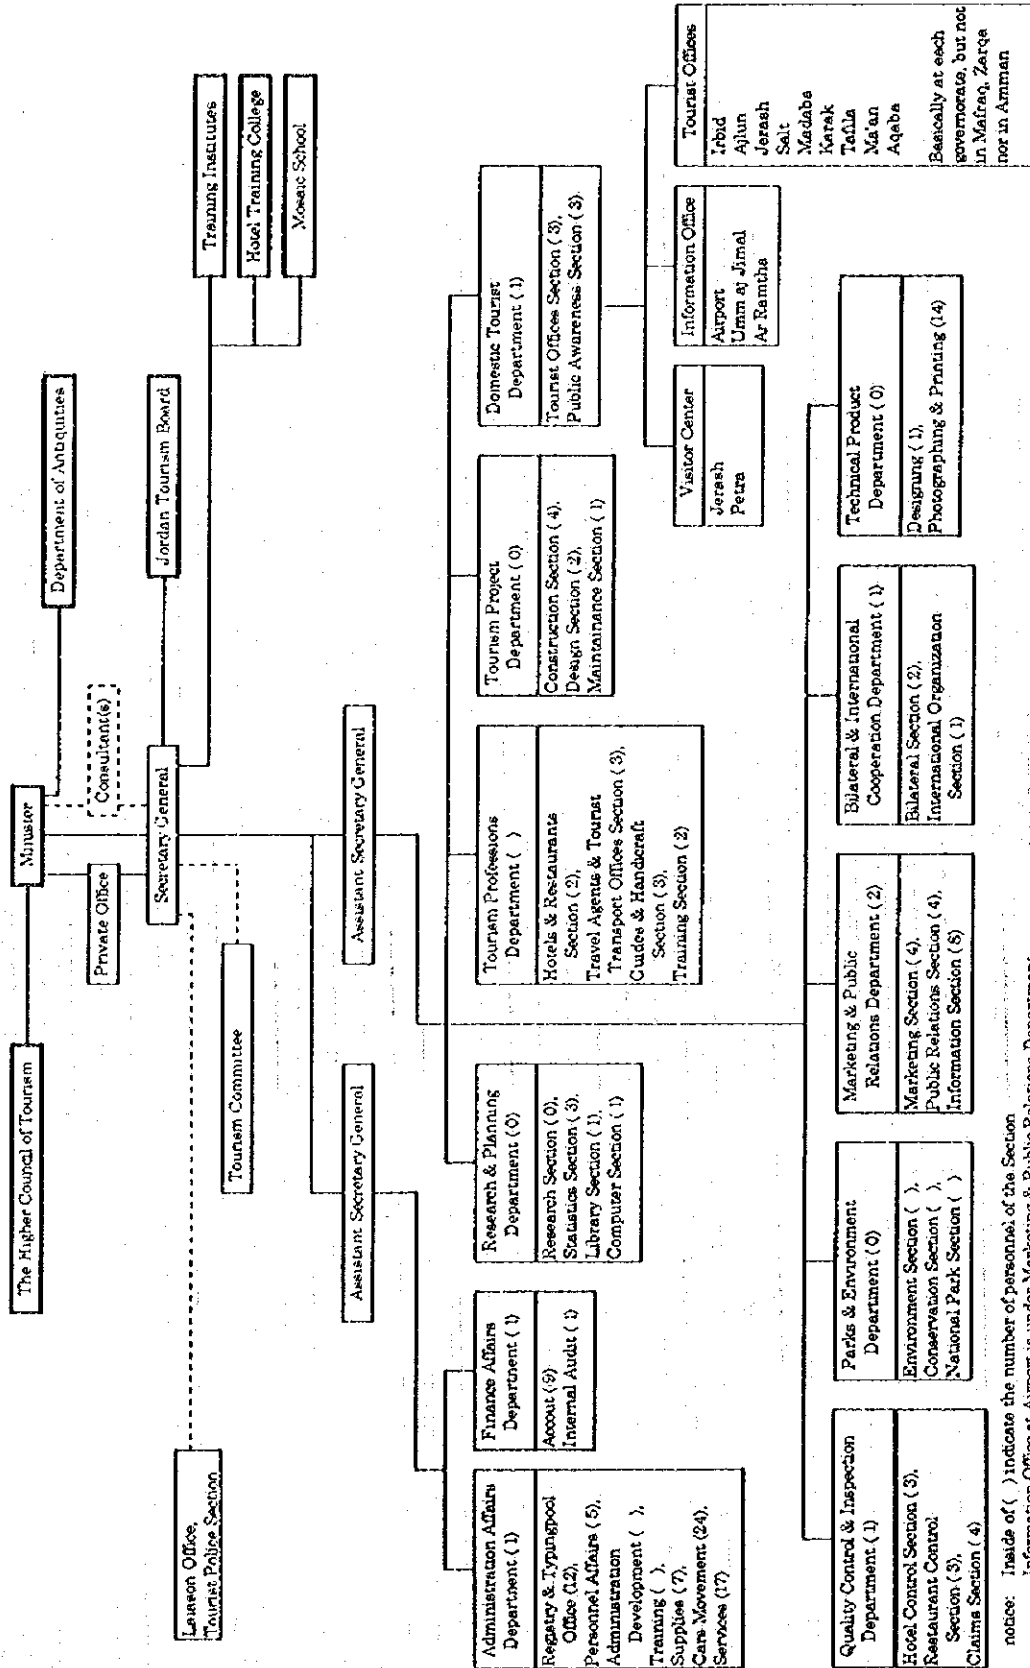 Minister
The Higher Council of Tourism
Department of Antiquities
Private Office
Consultant(s)
Secretary General
Jordan Tourism Board
Liaison Office,
Tourist Police Section
Tourism Committee
Training Institutes
Hotel Training College
Mosaic School
Assistant Secretary General
Assistant Secretary General
Administration Affairs
Department (1)
Registry & Typingpool
Office (12),
Personnel Affairs (5),
Administration
Development ( ),
Training ( ),
Supplies (7),
Cars Movement (24),
Services (17)
Finance Affairs
Department (1)
Accout (9)
Internal Audit (1)
Research & Planning
Department (0)
Research Section (0),
Statistics Section (3),
Library Section (1),
Computer Section (1)
Tourism Professions
Department ( )
Hotels & Restaurants
Section (2),
Travel Agents & Tourist
Transport Offices Section (3),
Guides & Handicraft
Section (3),
Training Section (2)
Tourism Project
Department (0)
Construction Section (4),
Design Section (2),
Maintainance Section (1)
Domestic Tourist
Department (1)
Tourist Offices Section (3),
Public Awareness Section (3)
Visitor Center
Jerash
Petra
Information Office
Airport
Umm aj Jimal
Ar Ramtha
Tourist Offices
Irbid
Ajlun
Jerash
Salt
Madaba
Karak
Tafila
Ma'an
Aqaba
Basically at each
governorate, but not
in Mafraq, Zarqa
nor in Amman
Quality Control & Inspection
Department (1)
Hotel Control Section (3),
Restaurant Control
Section (3),
Claims Section (4)
Parks & Environment
Department (0)
Environment Section ( ),
Conservation Section ( ),
National Park Section ( )
Marketing & Public
Relations Department (2)
Marketing Section (4),
Public Relations Section (4),
Information Section (8)
Bilateral & International
Cooperation Department (1)
Bilateral Section (2),
International Organization
Section (1)
Technical Product
Department (0)
Designing (1),
Photographing & Printing (14)
notice: Inside of ( ) indicate the number of personnel of the Section
Information Office at Airport is under Marketing & Public Relations Department